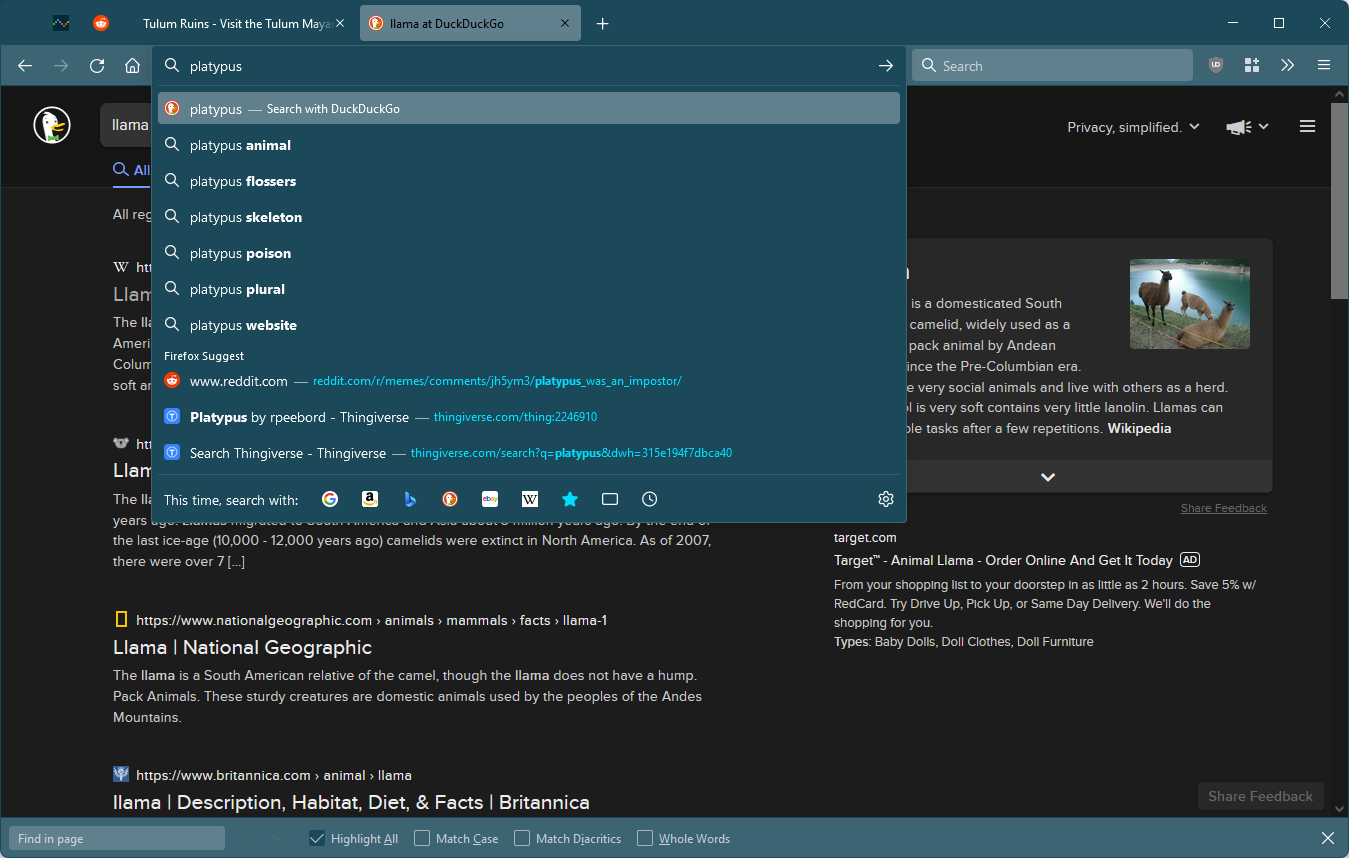 Tulum Ruins - Visit the Tulum Maya
llama at DuckDuckGo
platypus
Search
platypus — Search with DuckDuckGo
platypus animal
platypus flossers
platypus skeleton
platypus poison
platypus plural
platypus website
Firefox Suggest
www.reddit.com — reddit.com/r/memes/comments/jh5ym3/platypus_was_an_impostor/
Platypus by rpeebord - Thingiverse — thingiverse.com/thing:2246910
Search Thingiverse - Thingiverse — thingiverse.com/search?q=platypus&dwh=315e194f7dbca40
This time, search with:
llama
Privacy, simplified.
All
All reg
W htt
Llam
The lla
Ameri
Colum
soft an
htt
Llam
The lla
years ago. Llamas migrated to South America and Asia about 3 million years ago. By the end of
the last ice-age (10,000 - 12,000 years ago) camelids were extinct in North America. As of 2007,
there were over 7 [...]
https://www.nationalgeographic.com › animals › mammals › facts › llama-1
Llama | National Geographic
The llama is a South American relative of the camel, though the llama does not have a hump.
Pack Animals. These sturdy creatures are domestic animals used by the peoples of the Andes
Mountains.
https://www.britannica.com › animal › llama
llama | Description, Habitat, Diet, & Facts | Britannica
is a domesticated South
camelid, widely used as a
pack animal by Andean
ince the Pre-Columbian era.
e very social animals and live with others as a herd.
l is very soft contains very little lanolin. Llamas can
ple tasks after a few repetitions. Wikipedia
Share Feedback
target.com
Target™ - Animal Llama - Order Online And Get It Today AD
From your shopping list to your doorstep in as little as 2 hours. Save 5% w/
RedCard. Try Drive Up, Pick Up, or Same Day Delivery. We'll do the
shopping for you.
Types: Baby Dolls, Doll Clothes, Doll Furniture
Share Feedback
Find in page
Highlight All
Match Case
Match Diacritics
Whole Words